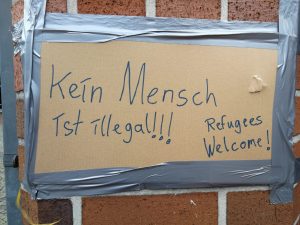 Kein Mensch
ist illegal!!!
Refugees
Welcome!